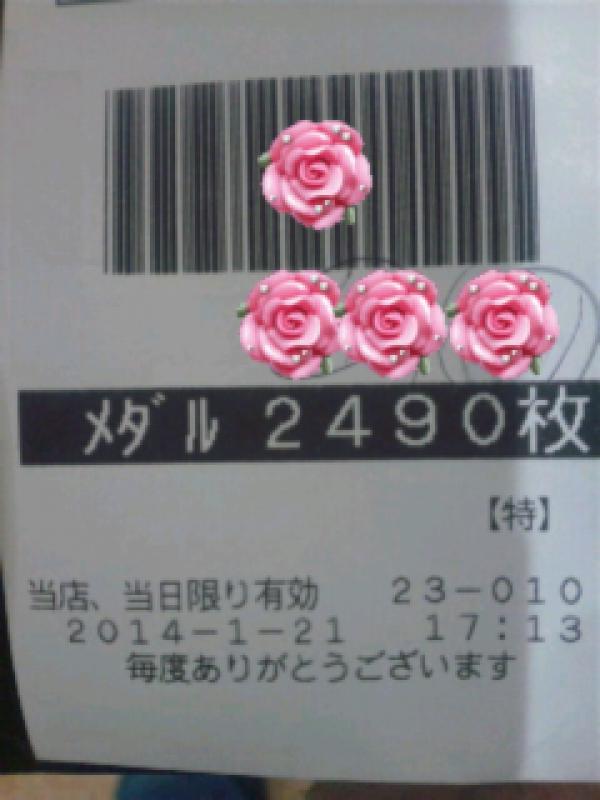 メダル 2490枚
【特】
当店、当日限り有効 23-010
2014-1-21 17:13
毎度ありがとうございます